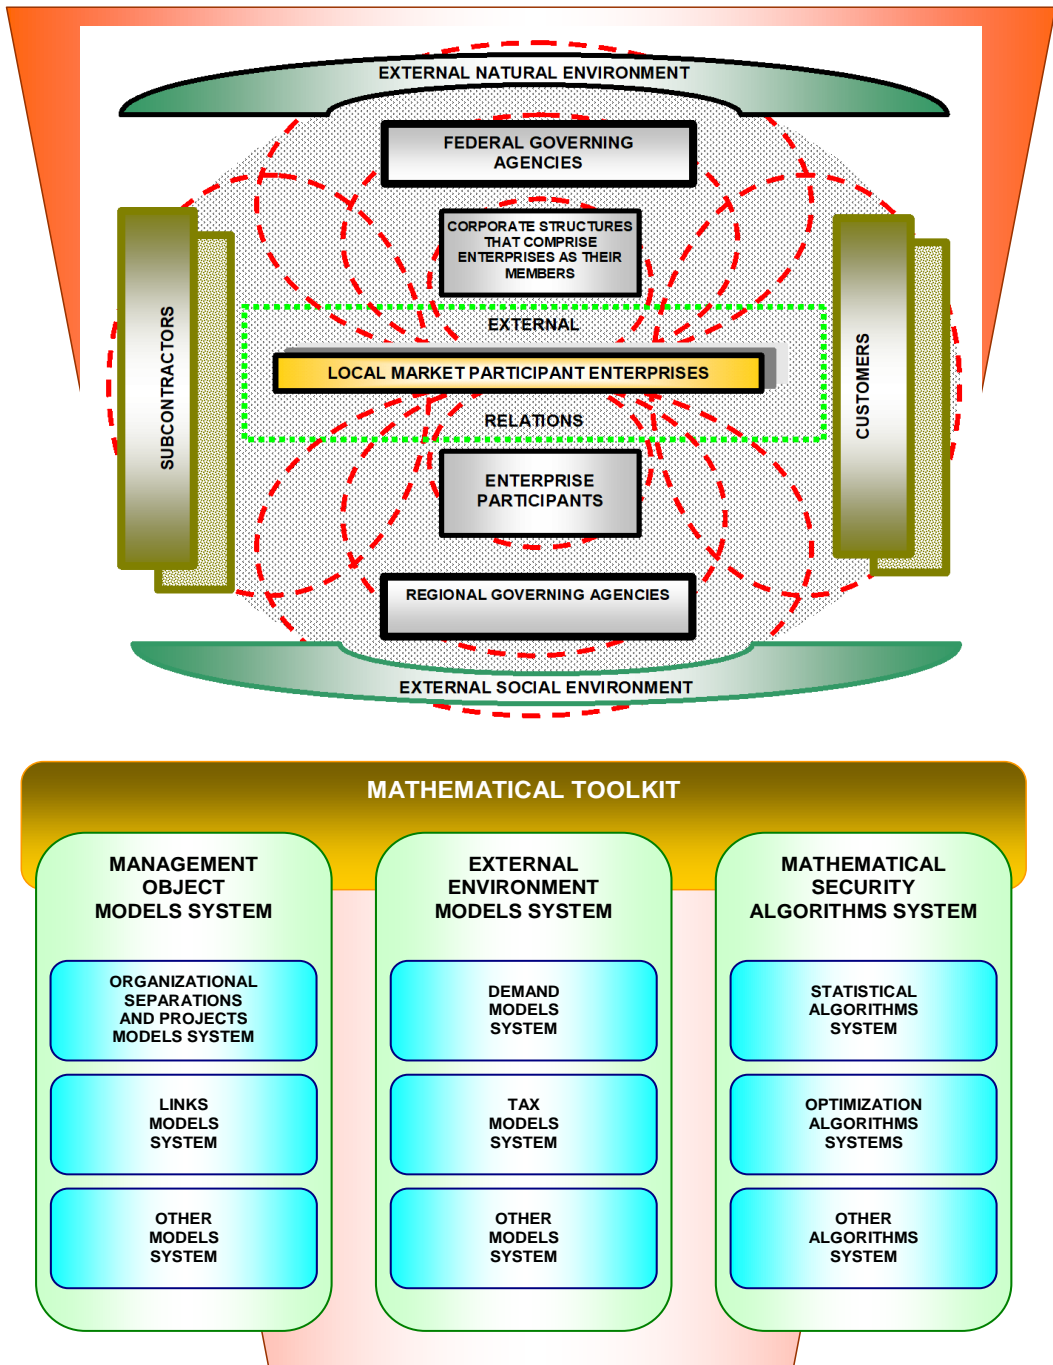 EXTERNAL NATURAL ENVIRONMENT
FEDERAL GOVERNING
AGENCIES
CORPORATE STRUCTURES
THAT COMPRISE
ENTERPRISES AS THEIR
MEMBERS
SUBCONTRACTORS
EXTERNAL
LOCAL MARKET PARTICIPANT ENTERPRISES
RELATIONS
CUSTOMERS
ENTERPRISE
PARTICIPANTS
REGIONAL GOVERNING AGENCIES
EXTERNAL SOCIAL ENVIRONMENT
MATHEMATICAL TOOLKIT
MANAGEMENT
OBJECT
MODELS SYSTEM
ORGANIZATIONAL
SEPARATIONS
AND PROJECTS
MODELS SYSTEM
LINKS
MODELS
SYSTEM
OTHER
MODELS
SYSTEM
EXTERNAL
ENVIRONMENT
MODELS SYSTEM
DEMAND
MODELS
SYSTEM
TAX
MODELS
SYSTEM
OTHER
MODELS
SYSTEM
MATHEMATICAL
SECURITY
ALGORITHMS SYSTEM
STATISTICAL
ALGORITHMS
SYSTEM
OPTIMIZATION
ALGORITHMS
SYSTEMS
OTHER
ALGORITHMS
SYSTEM